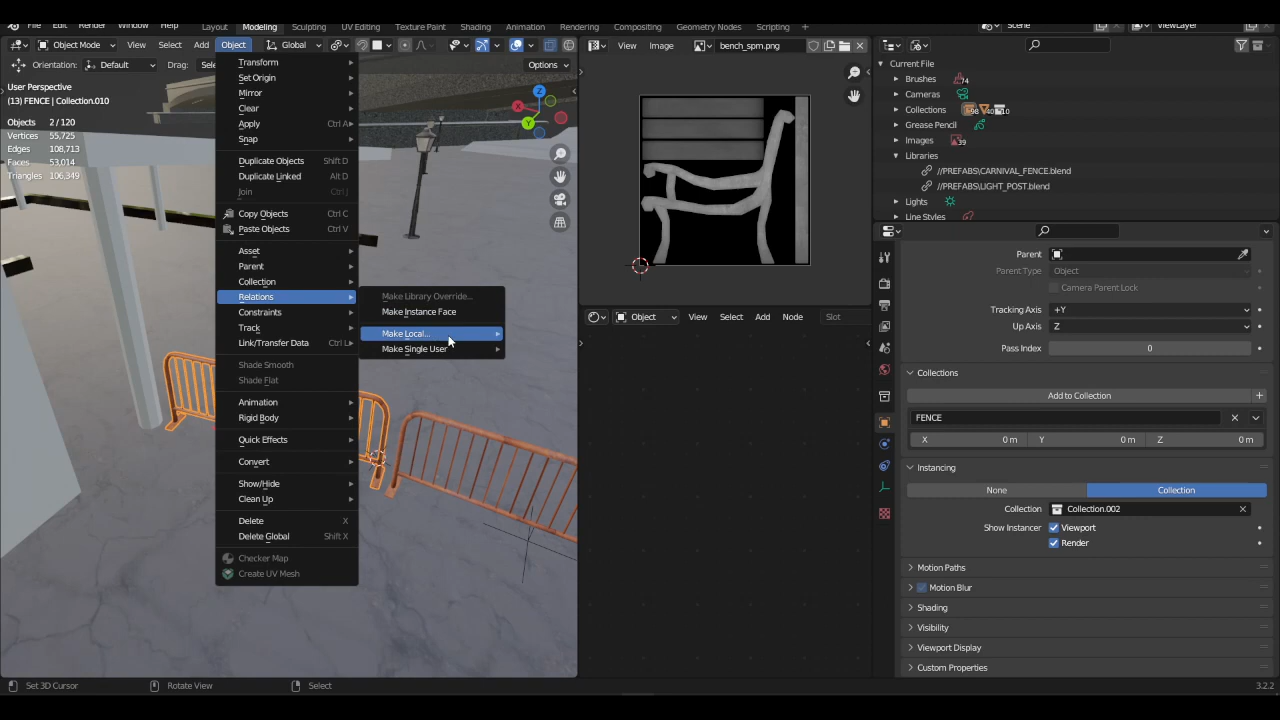 File Edit Render Window Help Layout Modeling Sculpting UV Editing Texture Paint Shading Animation Rendering Compositing Geometry Nodes Scripting Scene ViewLayer
Object Mode View Select Add Object Global
View Image bench_spm.png
Orientation: Default Drag: Sele
Options
User Perspective
(13) FENCE | Collection.010
Objects 2 / 120
Vertices 55,725
Edges 108,713
Faces 53,014
Triangles 106,349
Transform
Set Origin
Mirror
Clear
Apply Ctrl A
Snap
Duplicate Objects Shift D
Duplicate Linked Alt D
Join Ctrl J
Copy Objects Ctrl C
Paste Objects Ctrl V
Asset
Parent
Collection
Relations
Constraints
Track
Link/Transfer Data Ctrl L
Shade Smooth
Shade Flat
Animation
Rigid Body
Quick Effects
Convert
Show/Hide
Clean Up
Delete X
Delete Global Shift X
Checker Map
Create UV Mesh
Make Library Override...
Make Instance Face
Make Local...
Make Single User
Z
X
Y
Object View Select Add Node Slot
Current File
Brushes 74
Cameras
Collections 98 40 10
Grease Pencil
Images 39
Libraries
//PREFABS\CARNIVAL_FENCE.blend
//PREFABS\LIGHT_POST.blend
Lights
Line Styles
Parent
Parent Type Object
Camera Parent Lock
Tracking Axis +Y
Up Axis Z
Pass Index 0
Collections
Add to Collection
FENCE
X 0 m Y 0 m Z 0 m
Instancing
None Collection
Collection Collection.002
Show Instancer Viewport
Render
Motion Paths
Motion Blur
Shading
Visibility
Viewport Display
Custom Properties
Set 3D Cursor Rotate View Select 3.2.2